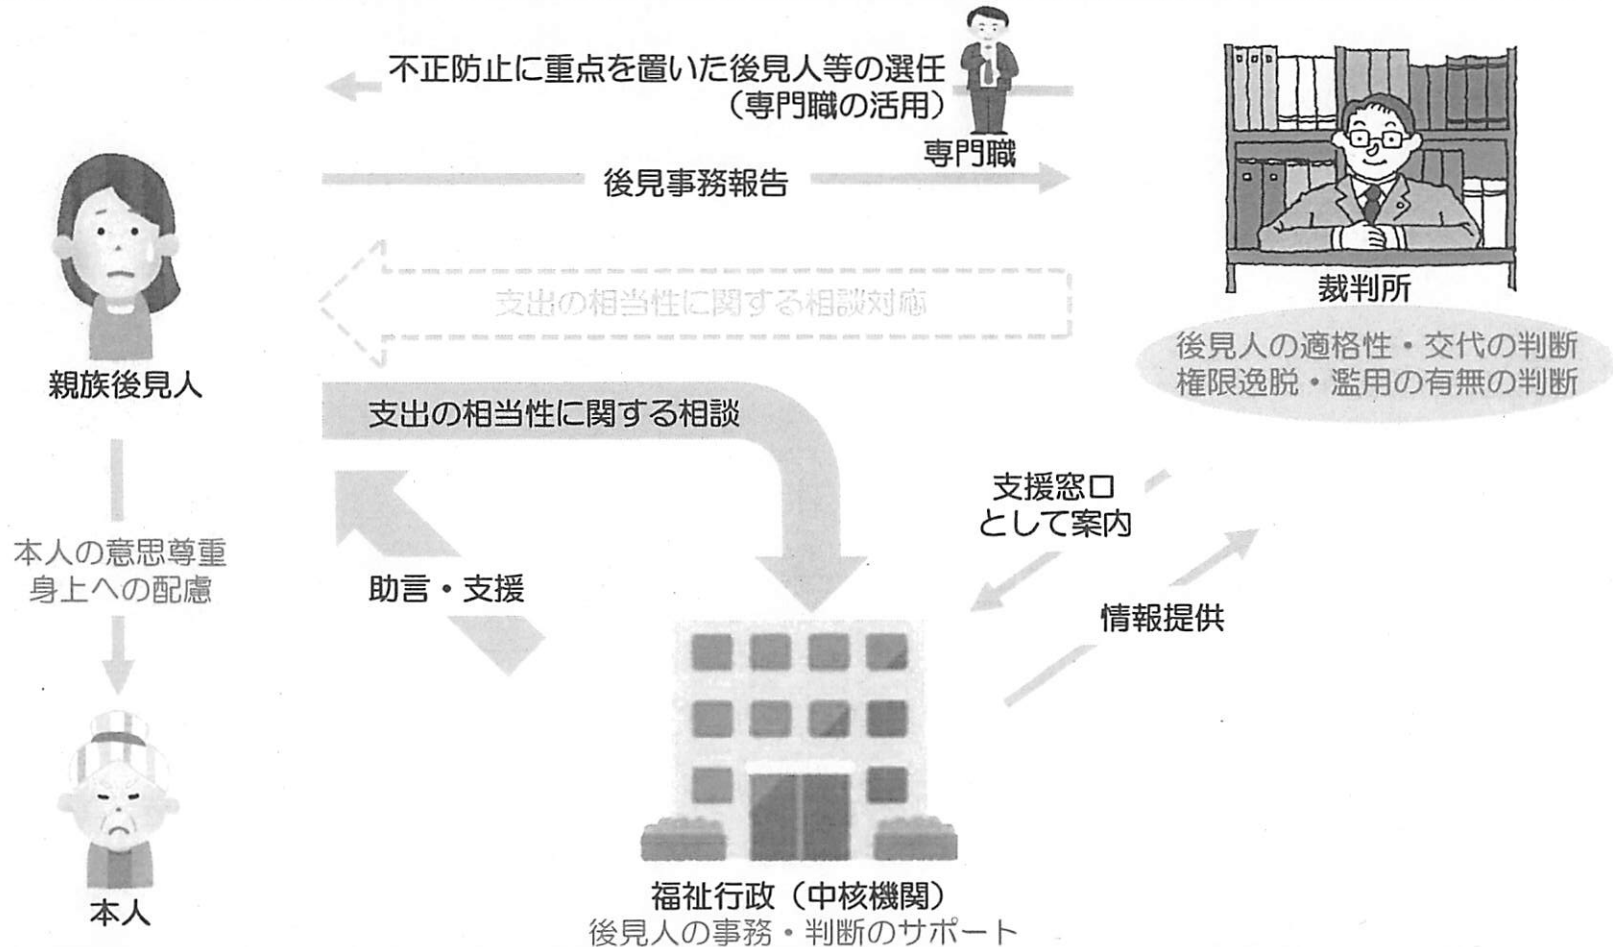 不正防止に重点を置いた後見人等の選任
（専門職の活用）
専門職
後見事務報告
支出の相当性に関する相談対応
裁判所
後見人の適格性・交代の判断
権限逸脱・濫用の有無の判断
親族後見人
支出の相当性に関する相談
支援窓口
として案内
本人の意思尊重
身上への配慮
助言・支援
情報提供
本人
福祉行政（中核機関）
後見人の事務・判断のサポート